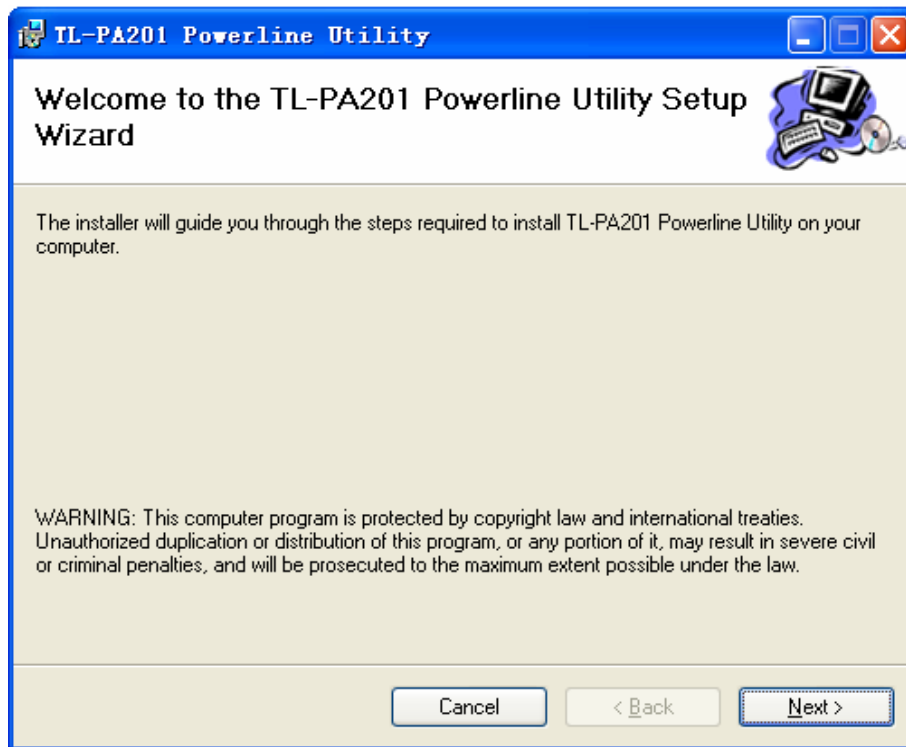 TL-PA201 Powerline Utility
Welcome to the TL-PA201 Powerline Utility Setup
Wizard
The installer will guide you through the steps required to install TL-PA201 Powerline Utility on your
computer.
WARNING: This computer program is protected by copyright law and international treaties.
Unauthorized duplication or distribution of this program, or any portion of it, may result in severe civil
or criminal penalties, and will be prosecuted to the maximum extent possible under the law.
Cancel
< Back
Next >